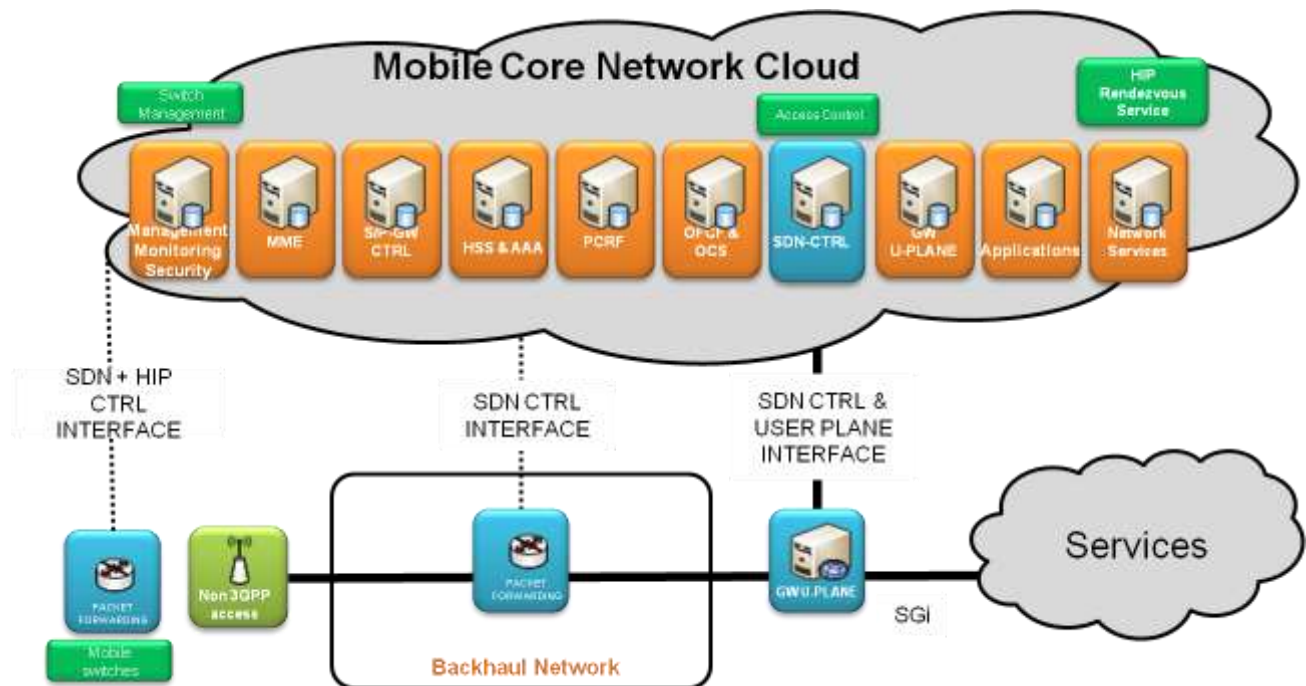 Mobile Core Network Cloud
Switch
Management
Access Control
HIP
Rendezvous
Service
Management
Monitoring
Security
MME
S/P-GW
CTRL
HSS & AAA
PCRF
OFCF &
OCS
SDN-CTRL
GW
U-PLANE
Applications
Network
Services
SDN + HIP
CTRL
INTERFACE
SDN CTRL
INTERFACE
SDN CTRL &
USER PLANE
INTERFACE
PACKET
FORWARDING
Mobile
switches
Non 3GPP
access
PACKET
FORWARDING
Backhaul Network
GW U.PLANE
SGi
Services